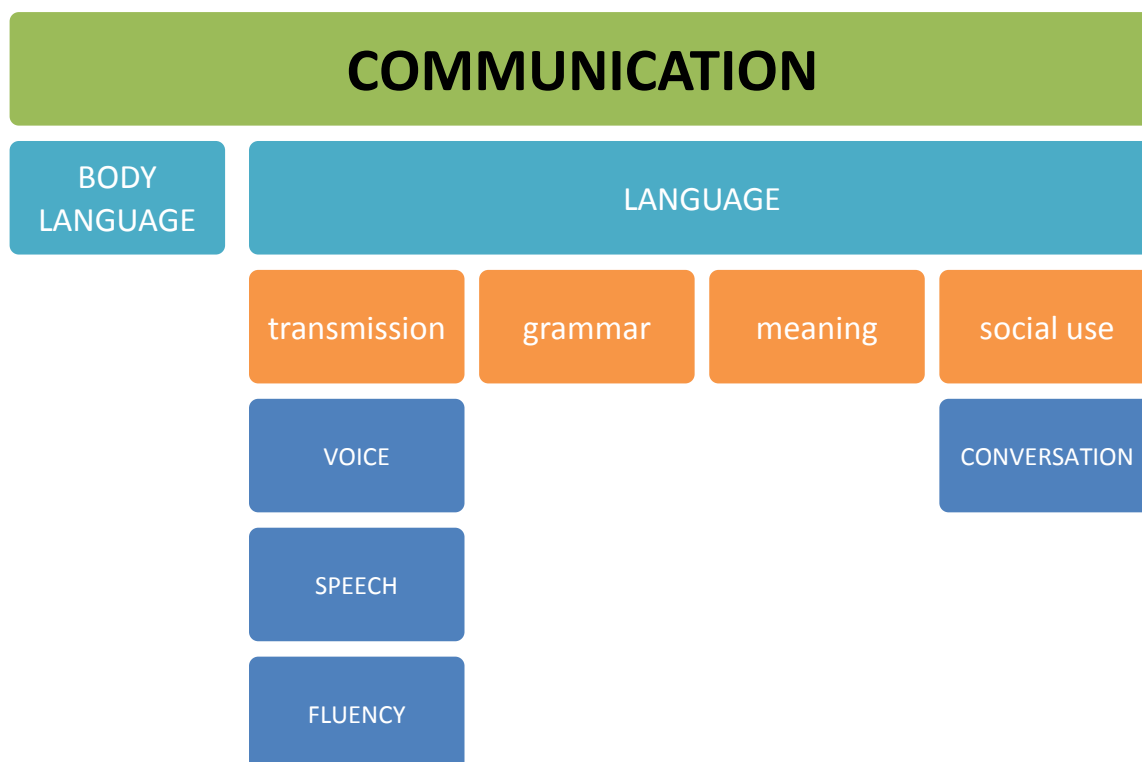 COMMUNICATION
BODY
LANGUAGE
LANGUAGE
transmission
grammar
meaning
social use
VOICE
CONVERSATION
SPEECH
FLUENCY